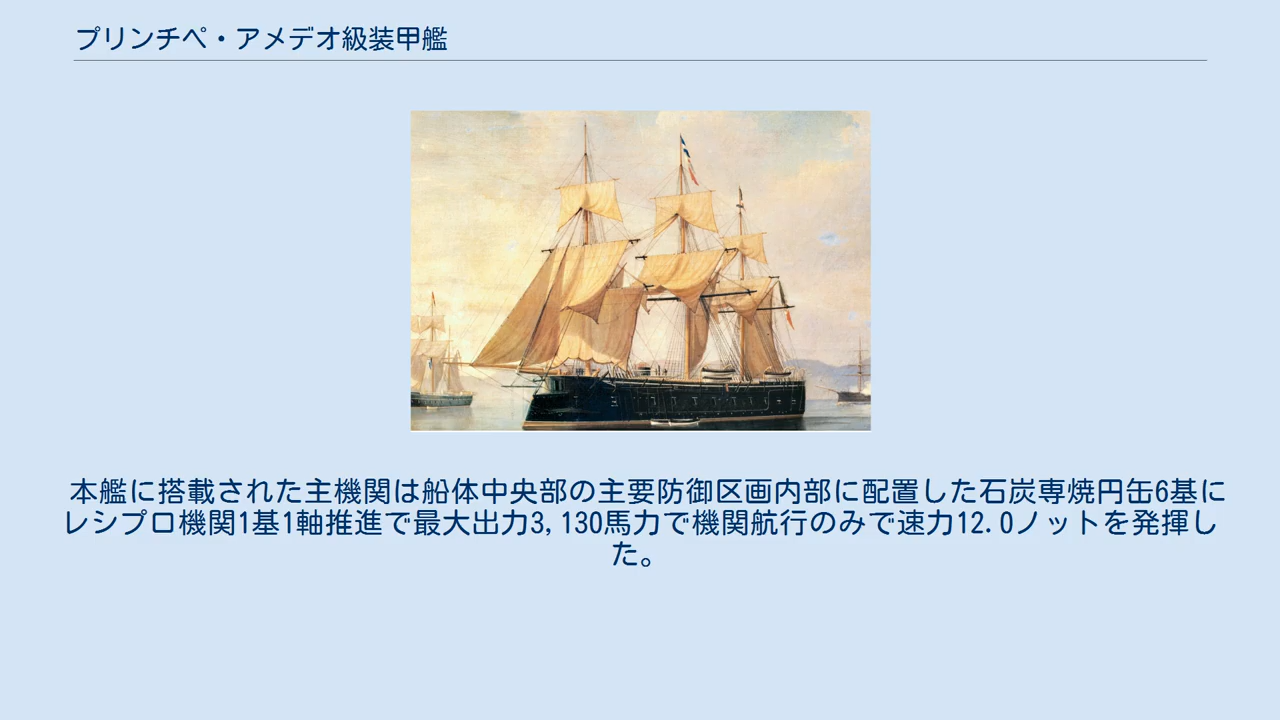 プリンチペ・アメデオ級装甲艦
本艦に搭載された主機関は船体中央部の主要防御区画内部に配置した石炭専焼円缶6基に
レシプロ機関1基1軸推進で最大出力3,130馬力で機関航行のみで速力12.0ノットを発揮し
た。